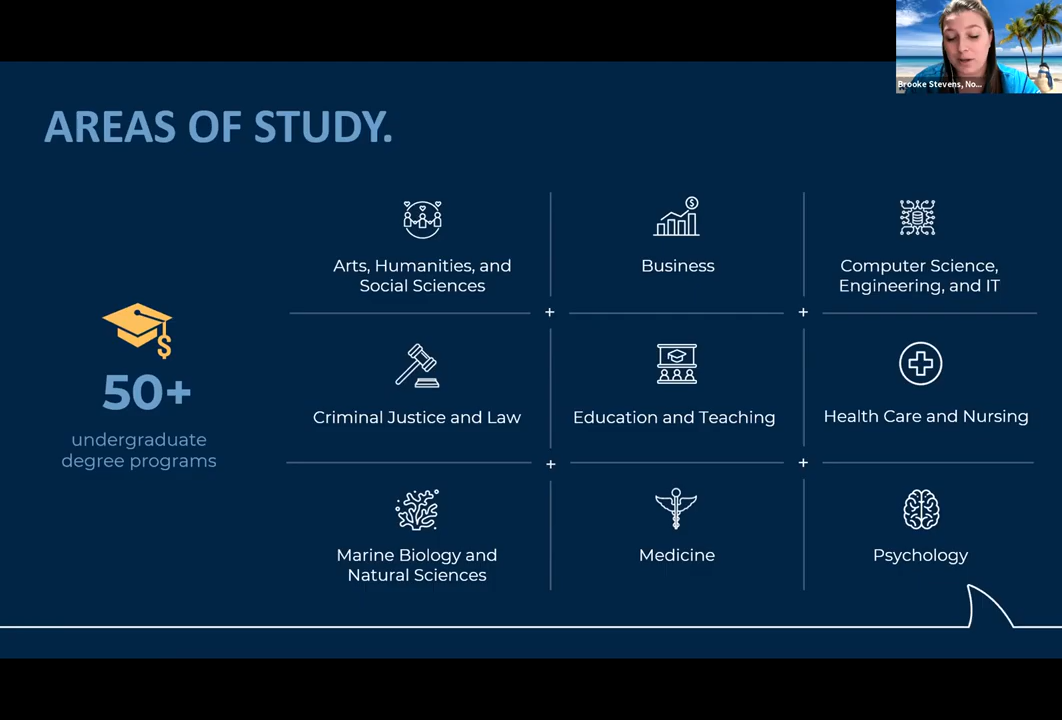 Brooke Stevens, No...
AREAS OF STUDY.
50+
undergraduate
degree programs
Arts, Humanities, and
Social Sciences
Business
Computer Science,
Engineering, and IT
Criminal Justice and Law
Education and Teaching
Health Care and Nursing
Marine Biology and
Natural Sciences
Medicine
Psychology